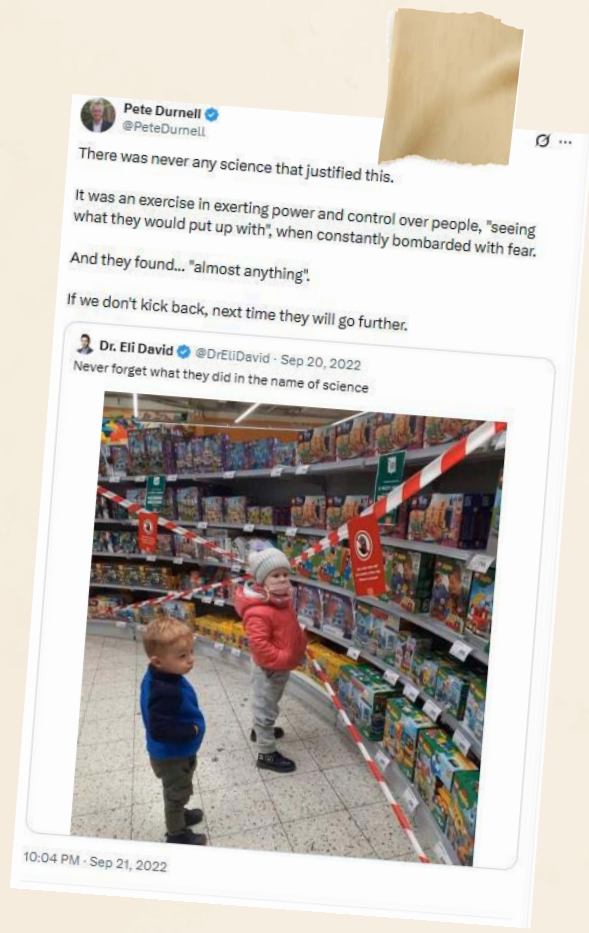 Pete Durnell
@PeteDurnell
There was never any science that justified this.
It was an exercise in exerting power and control over people, "seeing
what they would put up with", when constantly bombarded with fear.
And they found... "almost anything".
If we don't kick back, next time they will go further.
Dr. Eli David @DrEliDavid · Sep 20, 2022
Never forget what they did in the name of science
10:04 PM · Sep 21, 2022